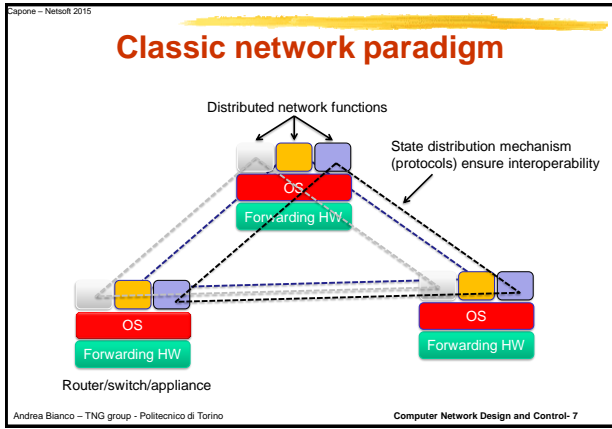 Capone – Netsoft 2015
Classic network paradigm
Distributed network functions
State distribution mechanism
(protocols) ensure interoperability
OS
Forwarding HW
OS
Forwarding HW
OS
Forwarding HW
Router/switch/appliance
Andrea Bianco – TNG group - Politecnico di Torino
Computer Network Design and Control- 7